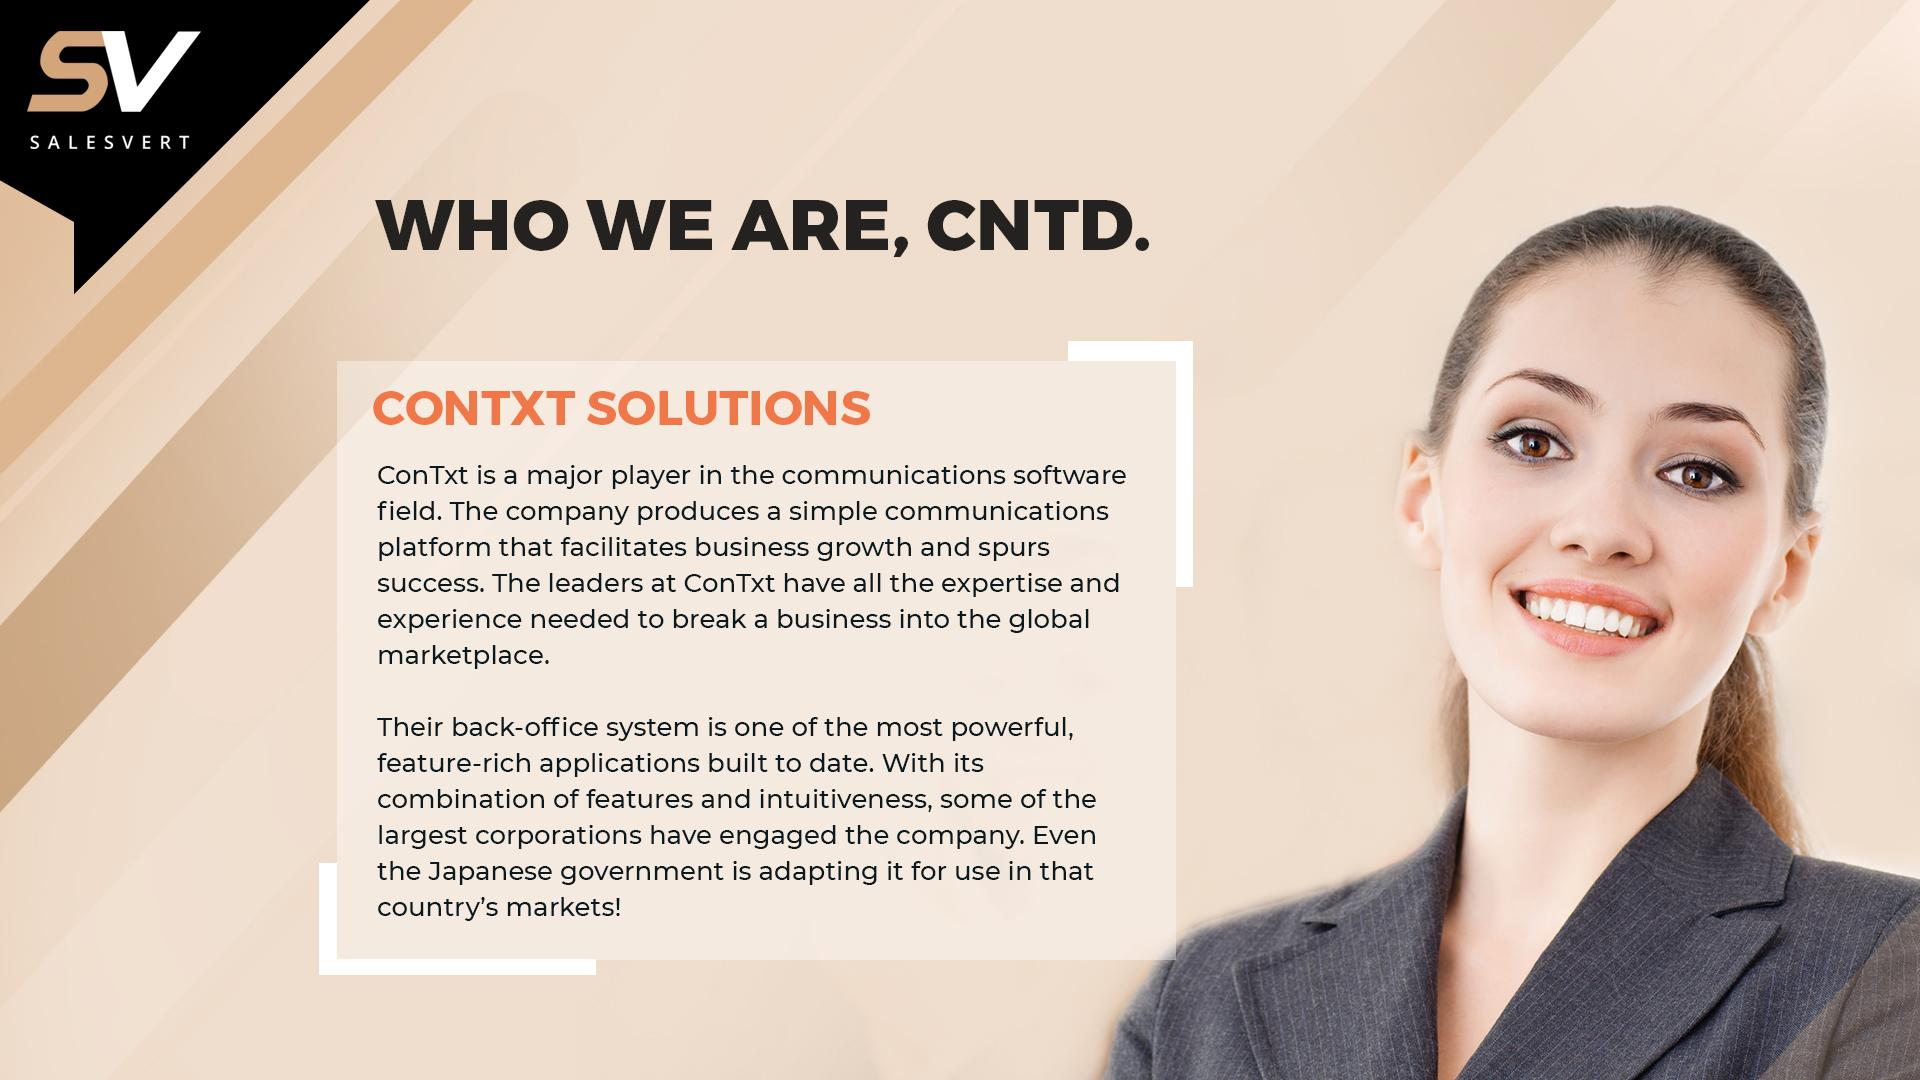 SV
SALESVERT
WHO WE ARE, CNTD.
CONTXT SOLUTIONS
ConTxt is a major player in the communications software
field. The company produces a simple communications
platform that facilitates business growth and spurs
success. The leaders at ConTxt have all the expertise and
experience needed to break a business into the global
marketplace.
Their back-office system is one of the most powerful,
feature-rich applications built to date. With its
combination of features and intuitiveness, some of the
largest corporations have engaged the company. Even
the Japanese government is adapting it for use in that
country’s markets!